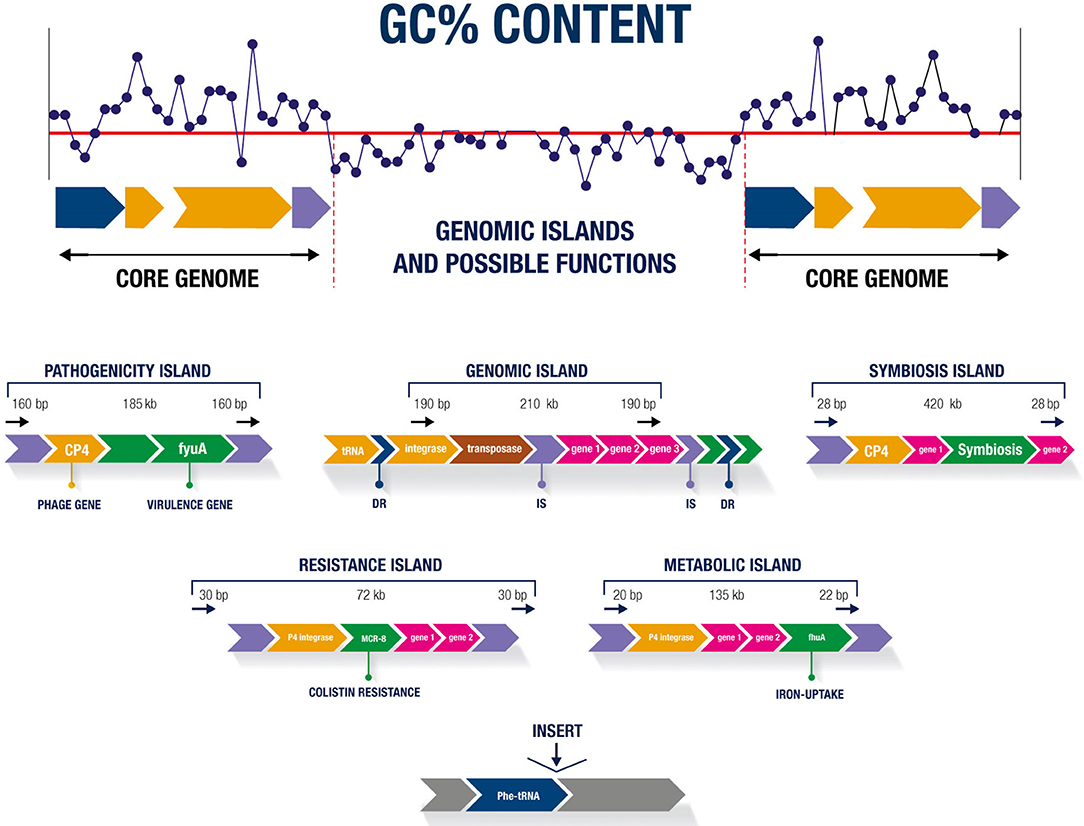 GC% CONTENT
GENOMIC ISLANDS
AND POSSIBLE FUNCTIONS
CORE GENOME
CORE GENOME
PATHOGENICITY ISLAND
160 bp 185 kb 160 bp
CP4 fyuA
PHAGE GENE VIRULENCE GENE
GENOMIC ISLAND
190 bp 210 kb 190 bp
tRNA integrase transposase gene 1 gene 2 gene 3
DR IS IS DR
SYMBIOSIS ISLAND
28 bp 420 kb 28 bp
CP4 gene 1 Symbiosis gene 2
RESISTANCE ISLAND
30 bp 72 kb 30 bp
P4 integrase MCR-8 gene 1 gene 2
COLISTIN RESISTANCE
METABOLIC ISLAND
20 bp 135 kb 22 bp
P4 integrase gene 1 gene 2 fhuA
IRON-UPTAKE
INSERT
Phe-tRNA